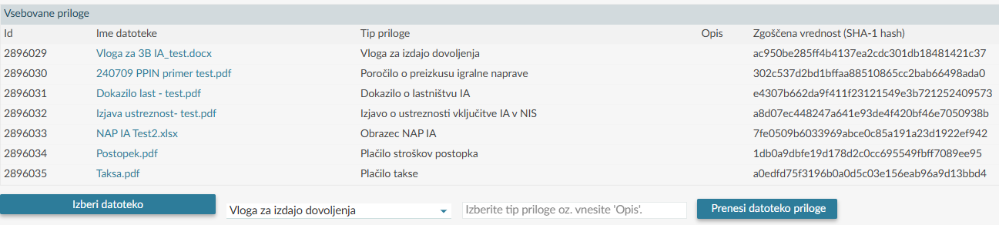 Vsebovane priloge
Id Ime datoteke Tip priloge Opis Zgoščena vrednost (SHA-1 hash)
2896029 Vloga za 3B IA_test.docx Vloga za izdajo dovoljenja ac950be285ff4b4137ea2cdc301db18481421c37
2896030 240709 PPIN primer test.pdf Poročilo o preizkusu igralne naprave 302c537d2bd1bffaa88510865cc2bab66498ada0
2896031 Dokazilo last - test.pdf Dokazilo o lastništvu IA e4307b662da9f411f23121549e3b721252409573
2896032 Izjava ustreznost- test.pdf Izjavo o ustreznosti vključitve IA v NIS a8d07ec448247a641e93de4f420bf46e7050938b
2896033 NAP IA Test2.xlsx Obrazec NAP IA 7fe0509b6033969abce0c85a191a23d1922ef942
2896034 Postopek.pdf Plačilo stroškov postopka 1db0a9dbfe19d178d2c0cc695549fbff7089ee95
2896035 Taksa.pdf Plačilo takse a0edfd75f3196b0a0d5c03e156eab96a9d13bbd4
Izberi datoteko Vloga za izdajo dovoljenja Izberite tip priloge oz. vnesite 'Opis'. Prenesi datoteko priloge